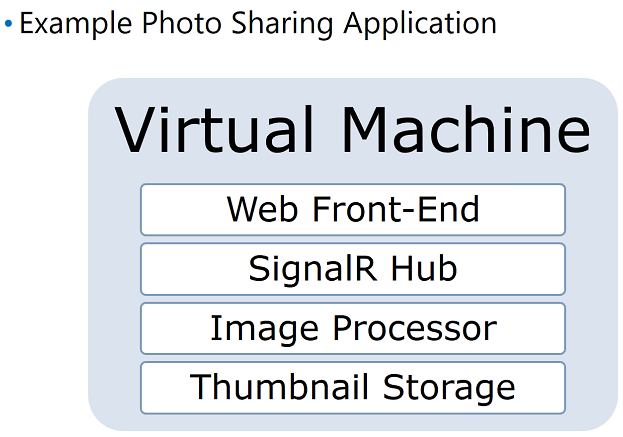 • Example Photo Sharing Application
Virtual Machine
Web Front-End
SignalR Hub
Image Processor
Thumbnail Storage